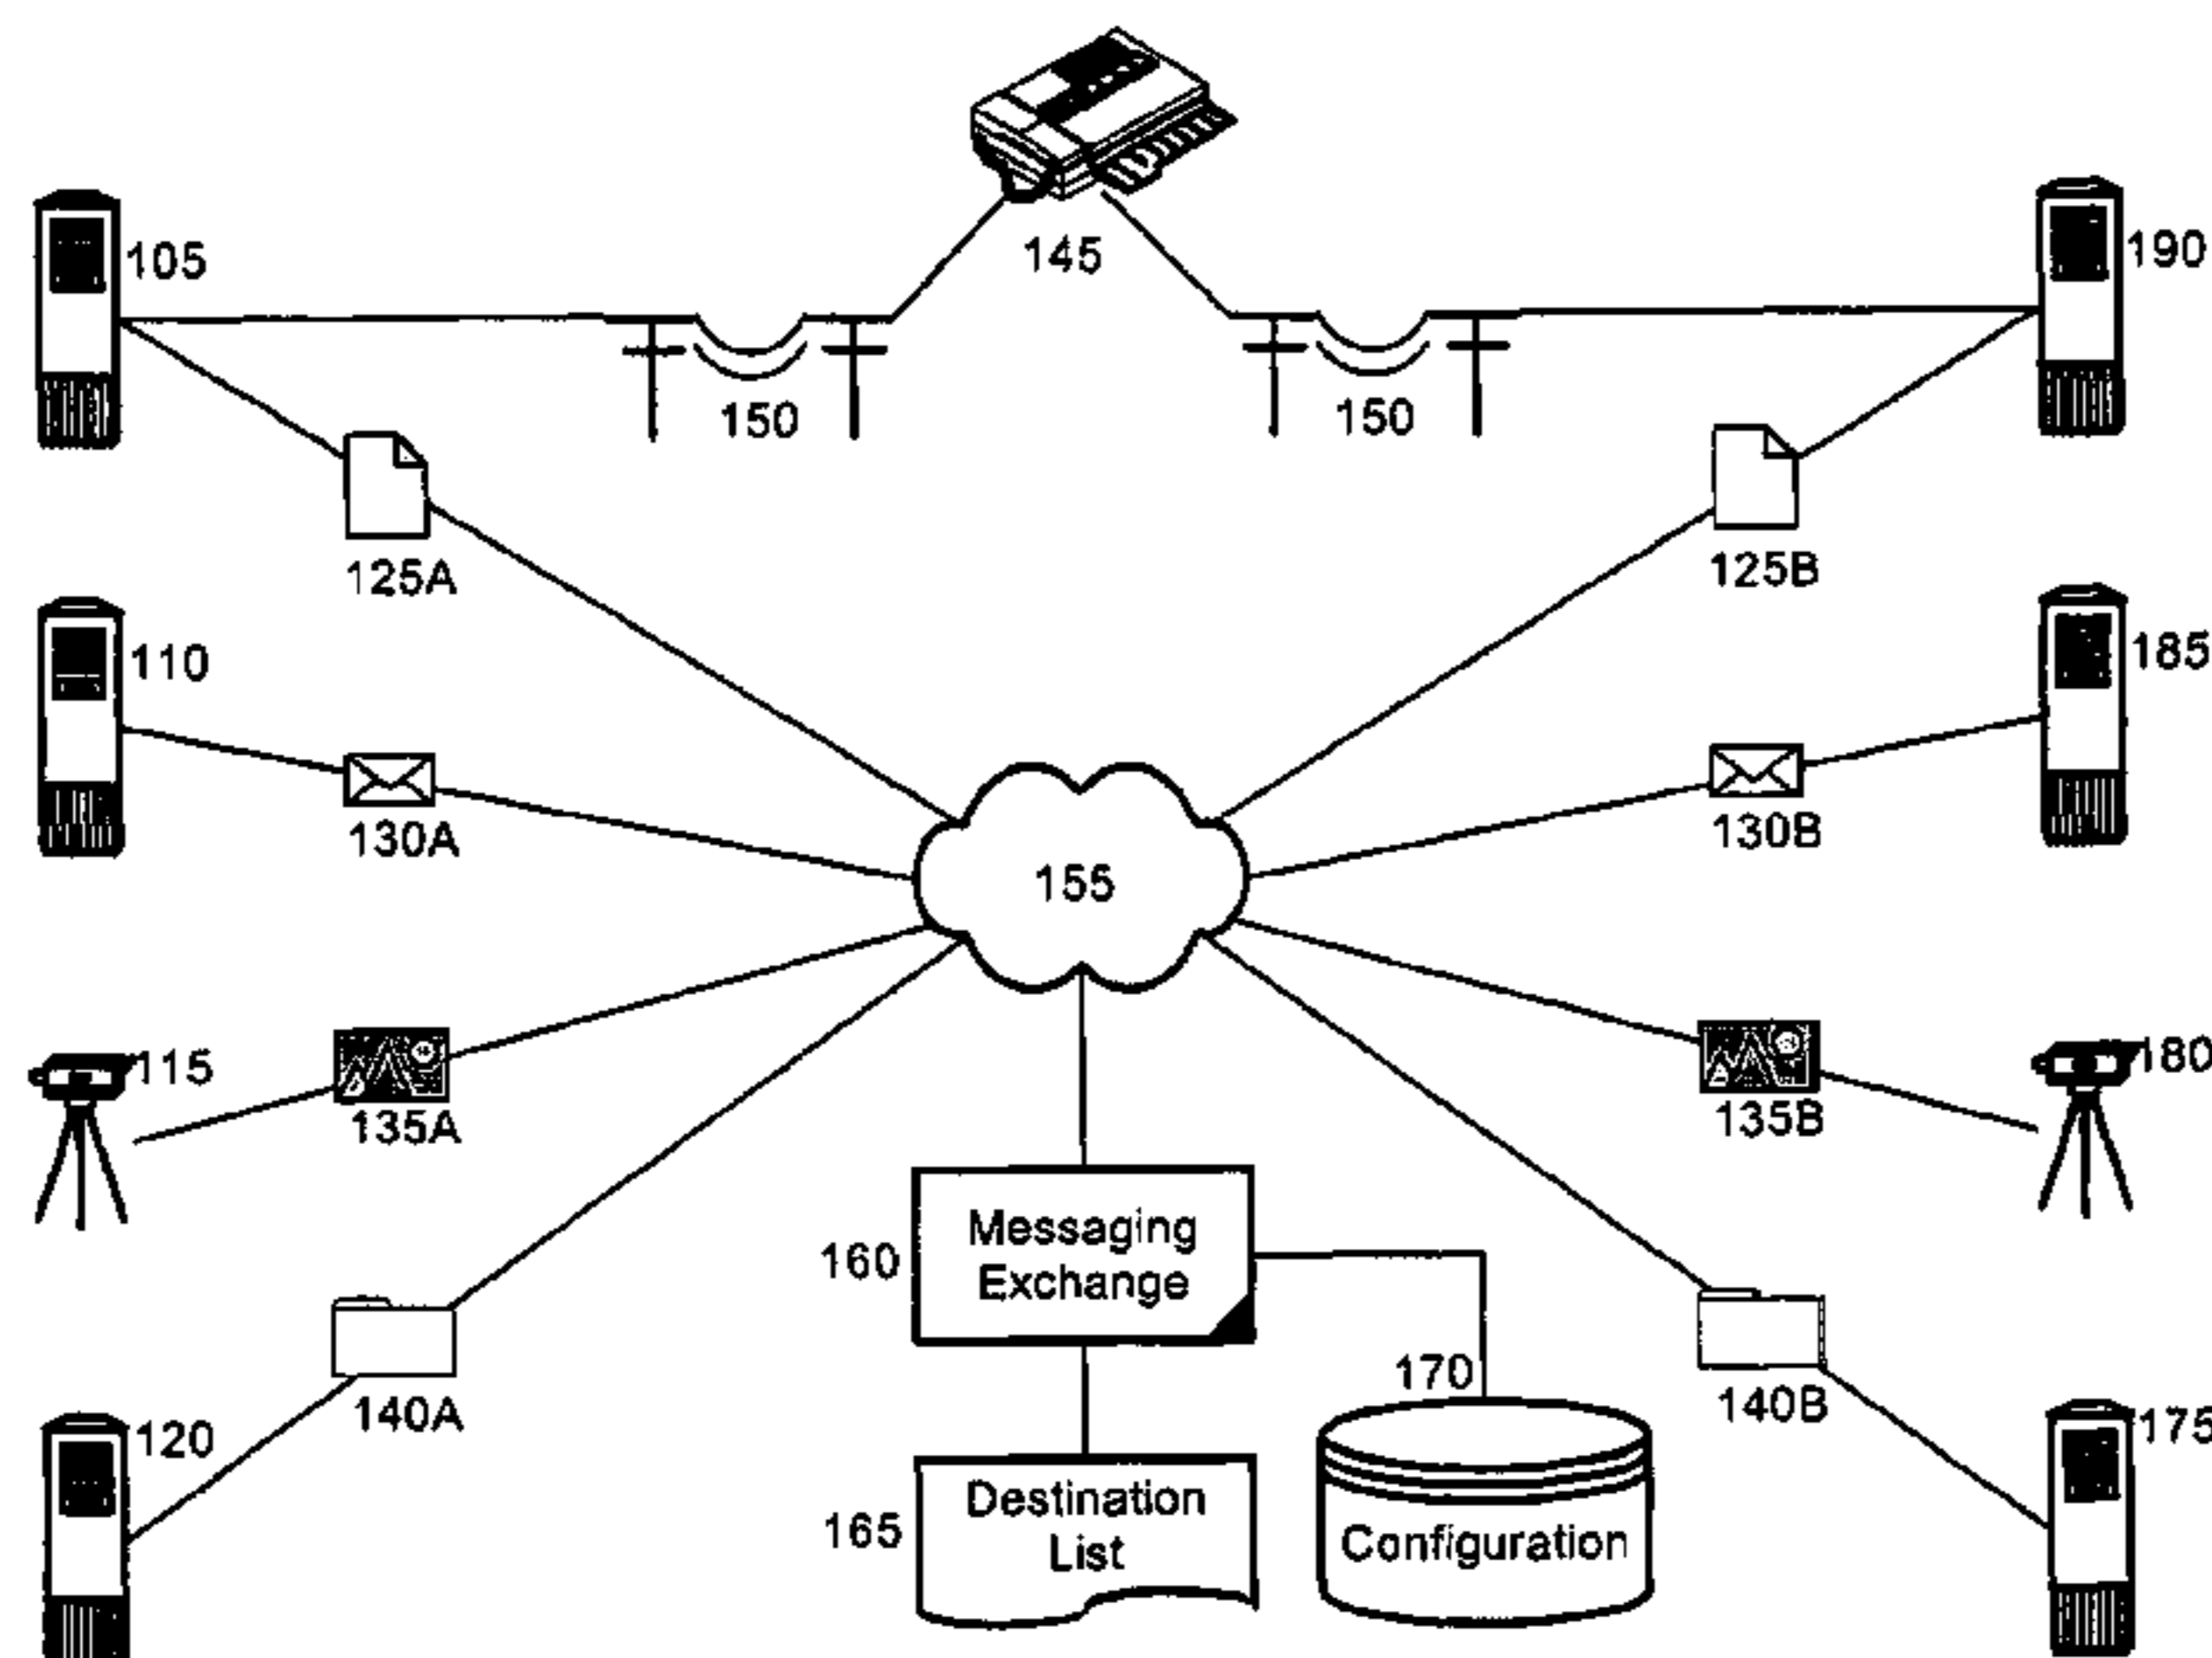 145
105
190
150
150
125A
125B
110
185
130A
130B
155
115
180
135A
135B
Messaging
Exchange
160
170
140A
140B
120
175
Destination
List
165
Configuration